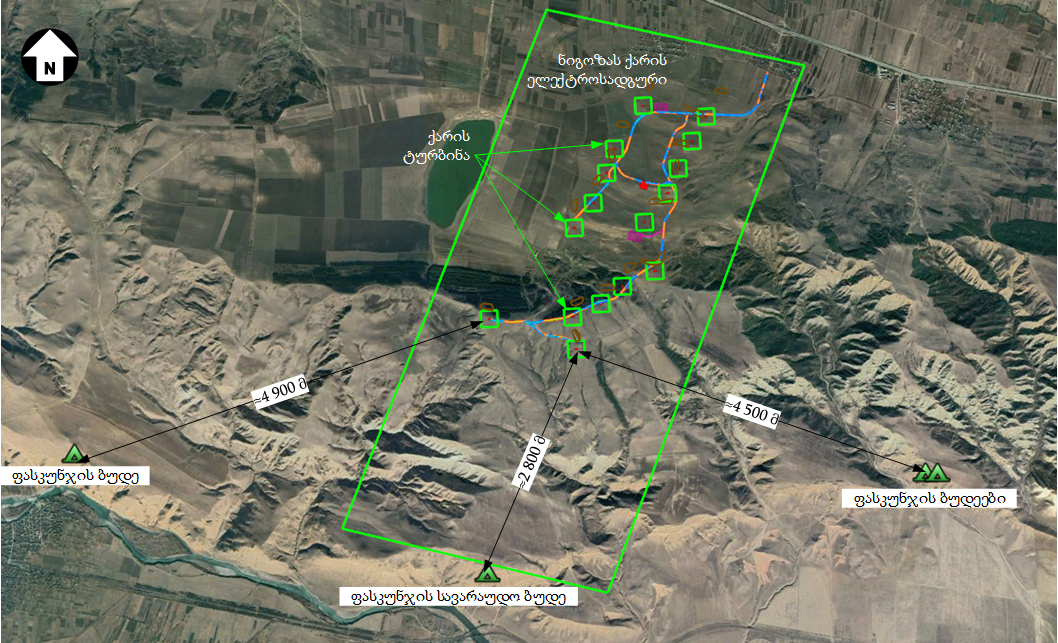 N
ნიგოზას ქარის
ელექტროსადგური
ქარის
ტურბინა
≈4 900 მ
≈4 500 მ
≈2 800 მ
ფასკუნჯის ბუდე
ფასკუნჯის ბუდეები
ფასკუნჯის სავარაუდო ბუდე